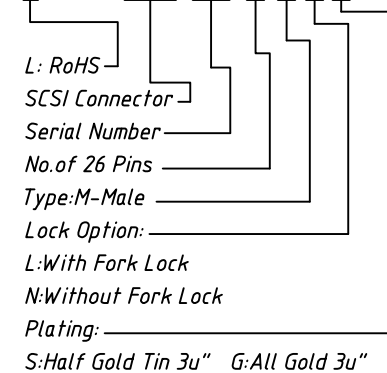 L: RoHS
SCSI Connector
Serial Number
No.of 26 Pins
Type:M-Male
Lock Option:
L:With Fork Lock
N:Without Fork Lock
Plating:
S:Half Gold Tin 3u" G:All Gold 3u"